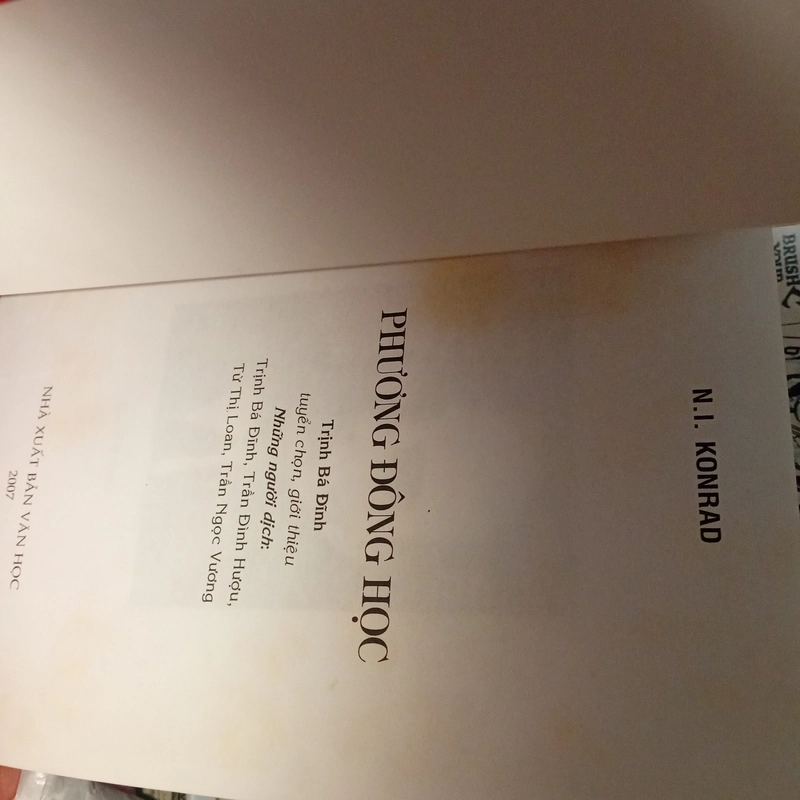 N.I. KONRAD
PHƯƠNG ĐÔNG HỌC
Trịnh Bá Đĩnh
tuyển chọn, giới thiệu
Những người dịch:
Trịnh Bá Đĩnh, Trần Đình Hượu,
Từ Thị Loan, Trần Ngọc Vương
NHÀ XUẤT BẢN VĂN HỌC
2007
BRUSH